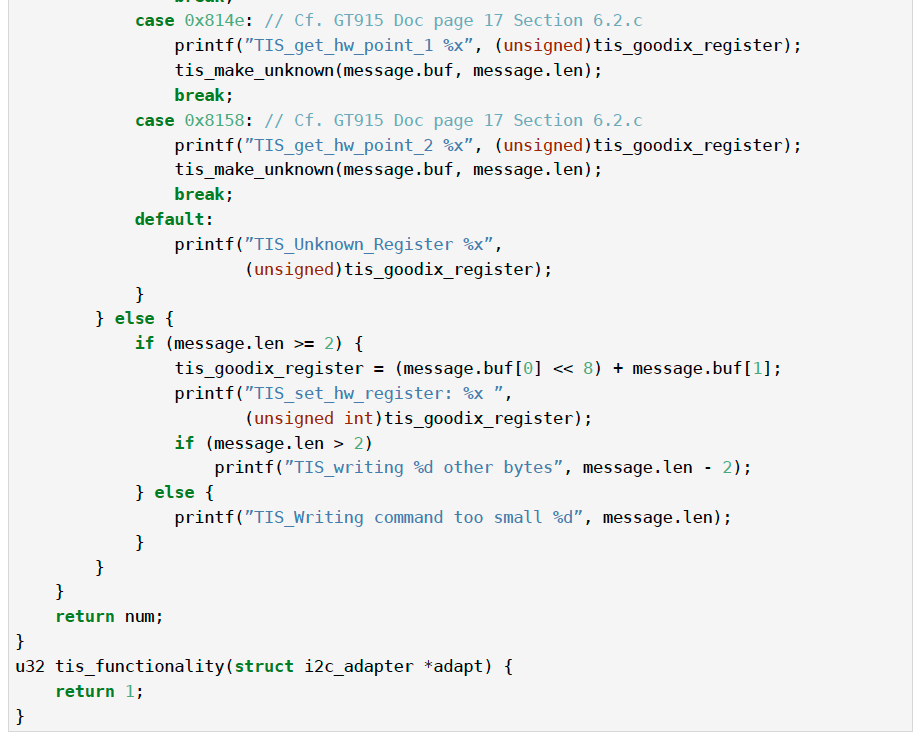 break;
case 0x814e: // Cf. GT915 Doc page 17 Section 6.2.c
printf(”TIS_get_hw_point_1 %x”, (unsigned)tis_goodix_register);
tis_make_unknown(message.buf, message.len);
break;
case 0x8158: // Cf. GT915 Doc page 17 Section 6.2.c
printf(”TIS_get_hw_point_2 %x”, (unsigned)tis_goodix_register);
tis_make_unknown(message.buf, message.len);
break;
default:
printf(”TIS_Unknown_Register %x”,
(unsigned)tis_goodix_register);
}
} else {
if (message.len >= 2) {
tis_goodix_register = (message.buf[0] << 8) + message.buf[1];
printf(”TIS_set_hw_register: %x ”,
(unsigned int)tis_goodix_register);
if (message.len > 2)
printf(”TIS_writing %d other bytes”, message.len - 2);
} else {
printf(”TIS_Writing command too small %d”, message.len);
}
}
}
return num;
}
u32 tis_functionality(struct i2c_adapter *adapt) {
return 1;
}